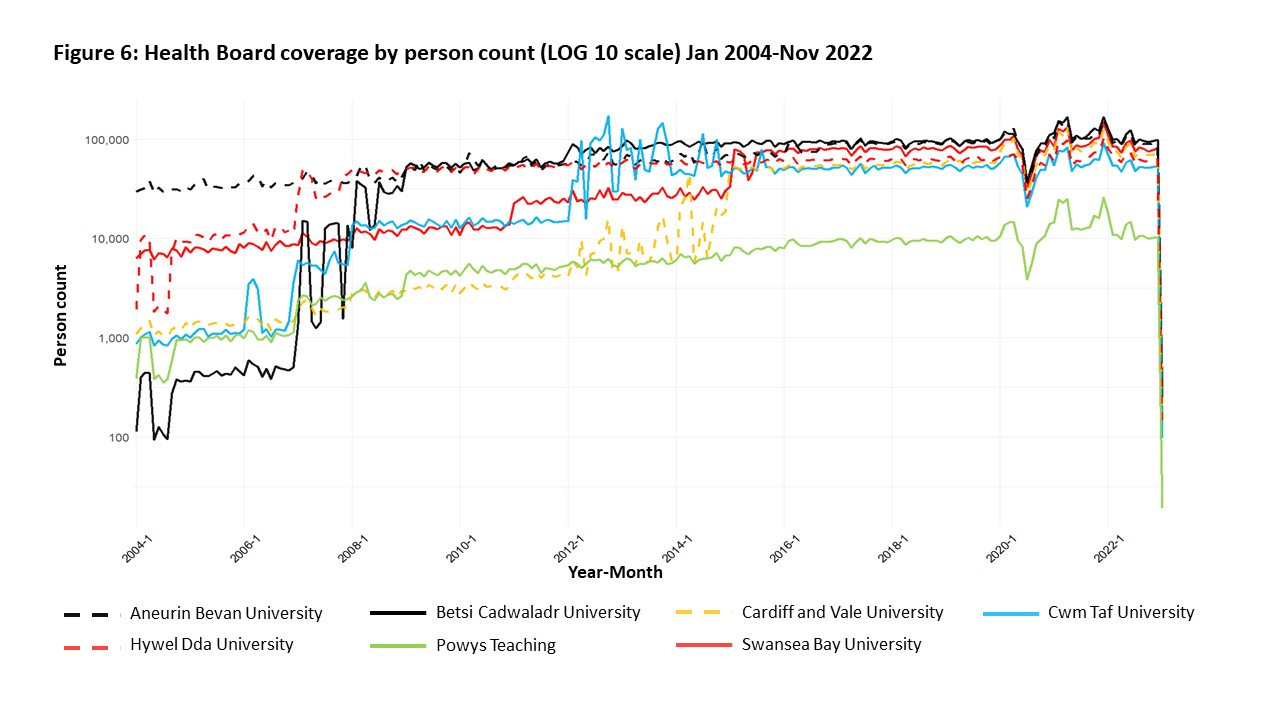 Figure 6: Health Board coverage by person count (LOG 10 scale) Jan 2004-Nov 2022
100,000
10,000
1,000
100
Person count
2004-1
2006-1
2008-1
2010-1
2012-1
2014-1
2016-1
2018-1
2020-1
2022-1
Year-Month
Aneurin Bevan University
Betsi Cadwaladr University
Cardiff and Vale University
Cwm Taf University
Hywel Dda University
Powys Teaching
Swansea Bay University